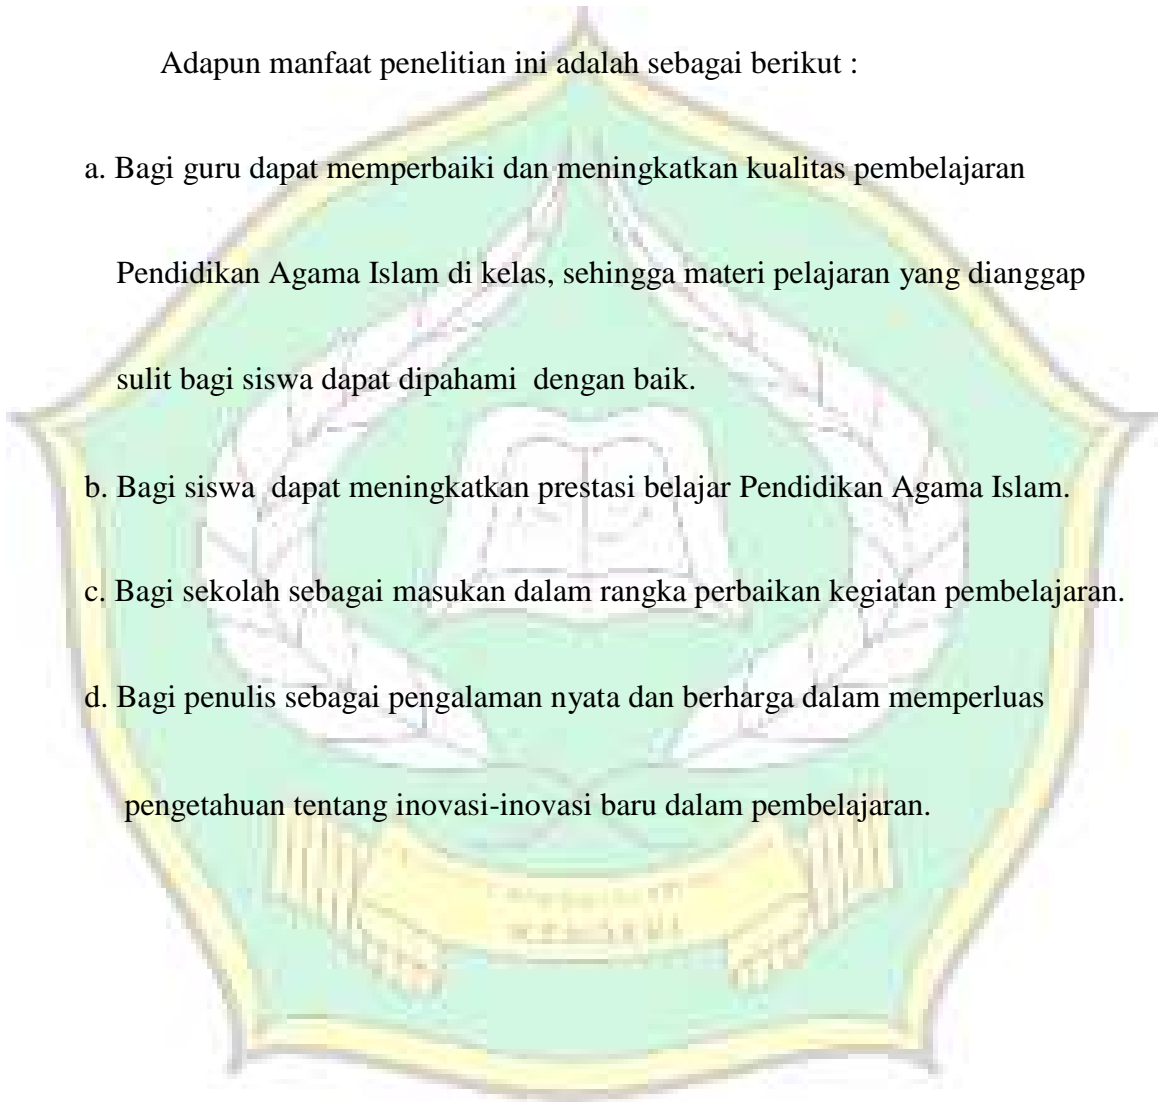 Adapun manfaat penelitian ini adalah sebagai berikut :
a. Bagi guru dapat memperbaiki dan meningkatkan kualitas pembelajaran
Pendidikan Agama Islam di kelas, sehingga materi pelajaran yang dianggap
sulit bagi siswa dapat dipahami  dengan baik.
b. Bagi siswa  dapat meningkatkan prestasi belajar Pendidikan Agama Islam.
c. Bagi sekolah sebagai masukan dalam rangka perbaikan kegiatan pembelajaran.
d. Bagi penulis sebagai pengalaman nyata dan berharga dalam memperluas
pengetahuan tentang inovasi-inovasi baru dalam pembelajaran.